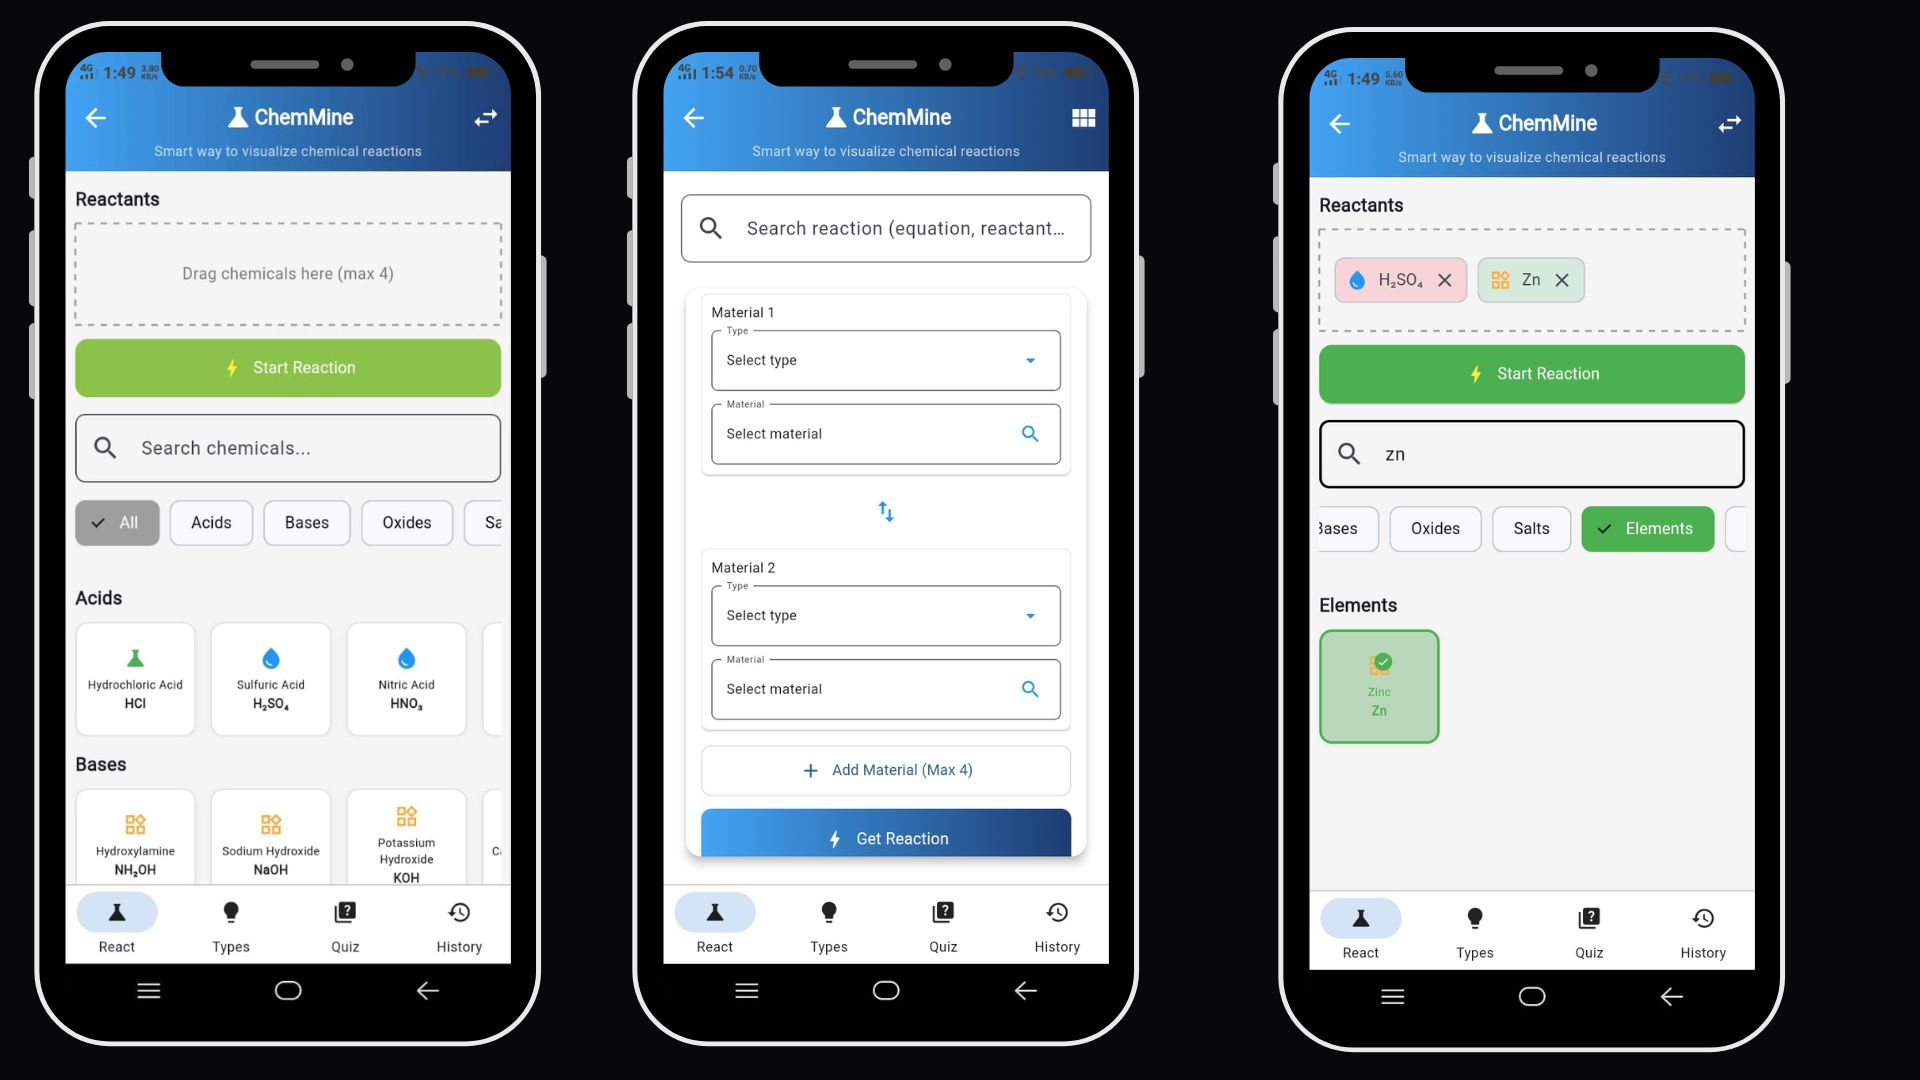 4G 1:49 3.80 KB/s
ChemMine
Smart way to visualize chemical reactions
Reactants
Drag chemicals here (max 4)
Start Reaction
Search chemicals...
All Acids Bases Oxides Sa
Acids
Hydrochloric Acid Sulfuric Acid Nitric Acid
HCl H₂SO₄ HNO₃
Bases
Hydroxylamine Sodium Hydroxide Potassium Hydroxide
NH₂OH NaOH KOH
React Types Quiz History
4G 1:54 0.70 KB/s
ChemMine
Smart way to visualize chemical reactions
Search reaction (equation, reactant...
Material 1
Type
Select type
Material
Select material
Material 2
Type
Select type
Material
Select material
Add Material (Max 4)
Get Reaction
React Types Quiz History
4G 1:49 5.60 KB/s
ChemMine
Smart way to visualize chemical reactions
Reactants
H₂SO₄ Zn
Start Reaction
zn
Bases Oxides Salts Elements
Elements
Zinc
Zn
React Types Quiz History